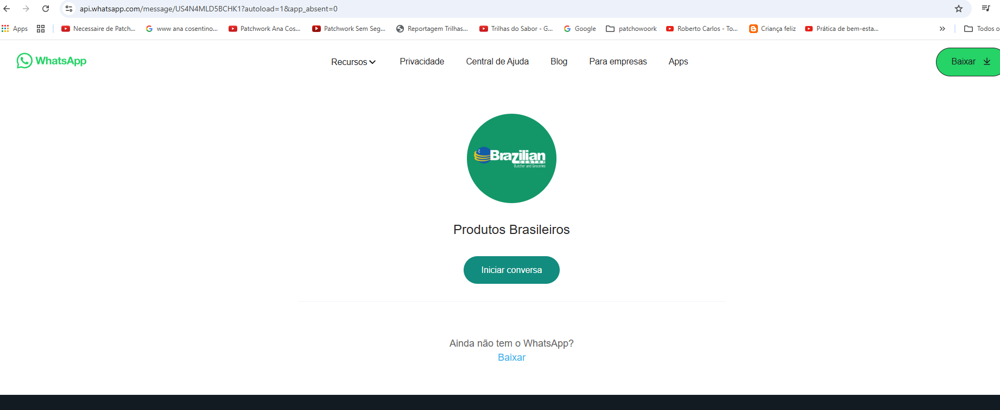 api.whatsapp.com/message/US4N4MLD5BCHK1?autoload=1&app_absent=0
Apps Necessaire de Patch... www ana cosentino... Patchwork Ana Cos... Patchwork Sem Seg... Reportagem Trilhas... Trilhas do Sabor - G... Google patchowoork Roberto Carlos - To... Criança feliz Prática de bem-esta... » Todos o
WhatsApp Recursos Privacidade Central de Ajuda Blog Para empresas Apps Baixar
Brazilian
CENTRE
Butcher and Groceries
Produtos Brasileiros
Iniciar conversa
Ainda não tem o WhatsApp?
Baixar